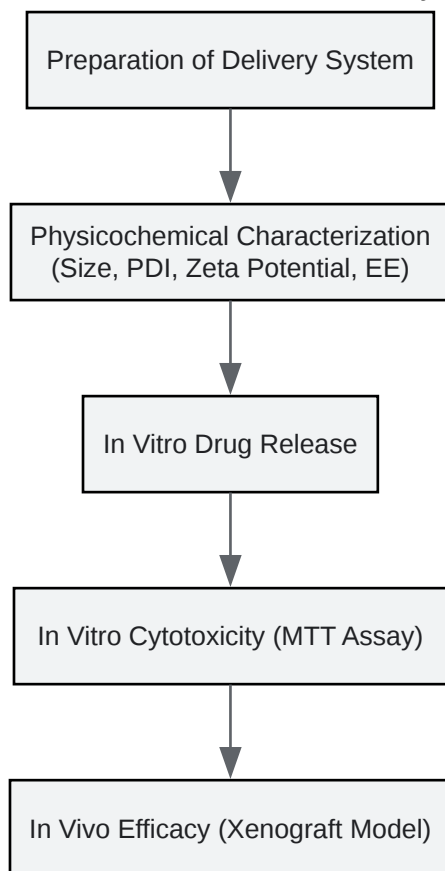 Preparation of Delivery System
Physicochemical Characterization
(Size, PDI, Zeta Potential, EE)
In Vitro Drug Release
In Vitro Cytotoxicity (MTT Assay)
In Vivo Efficacy (Xenograft Model)